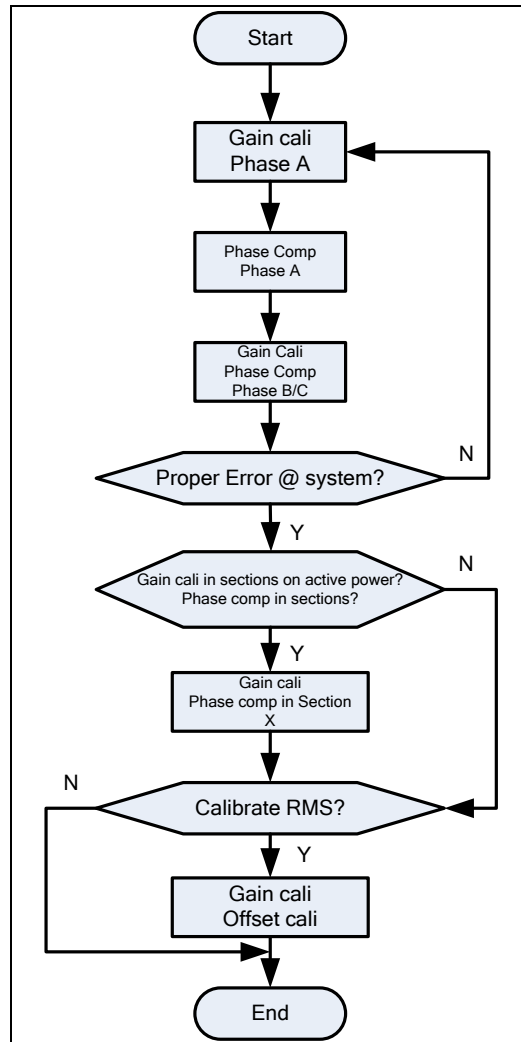 Start
Gain cali
Phase A
Phase Comp
Phase A
Gain Cali
Phase Comp
Phase B/C
Proper Error @ system?
N
Y
Gain cali in sections on active power?
Phase comp in sections?
N
Y
Gain cali
Phase comp in Section
X
N
Calibrate RMS?
Y
Gain cali
Offset cali
End